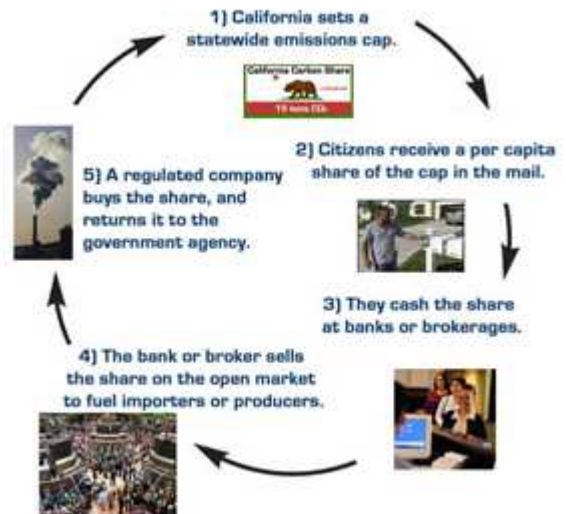 1) California sets a
statewide emissions cap.
California Carbon Share
2) Citizens receive a per capita
share of the cap in the mail.
3) They cash the share
at banks or brokerages.
4) The bank or broker sells
the share on the open market
to fuel importers or producers.
5) A regulated company
buys the share, and
returns it to the
government agency.